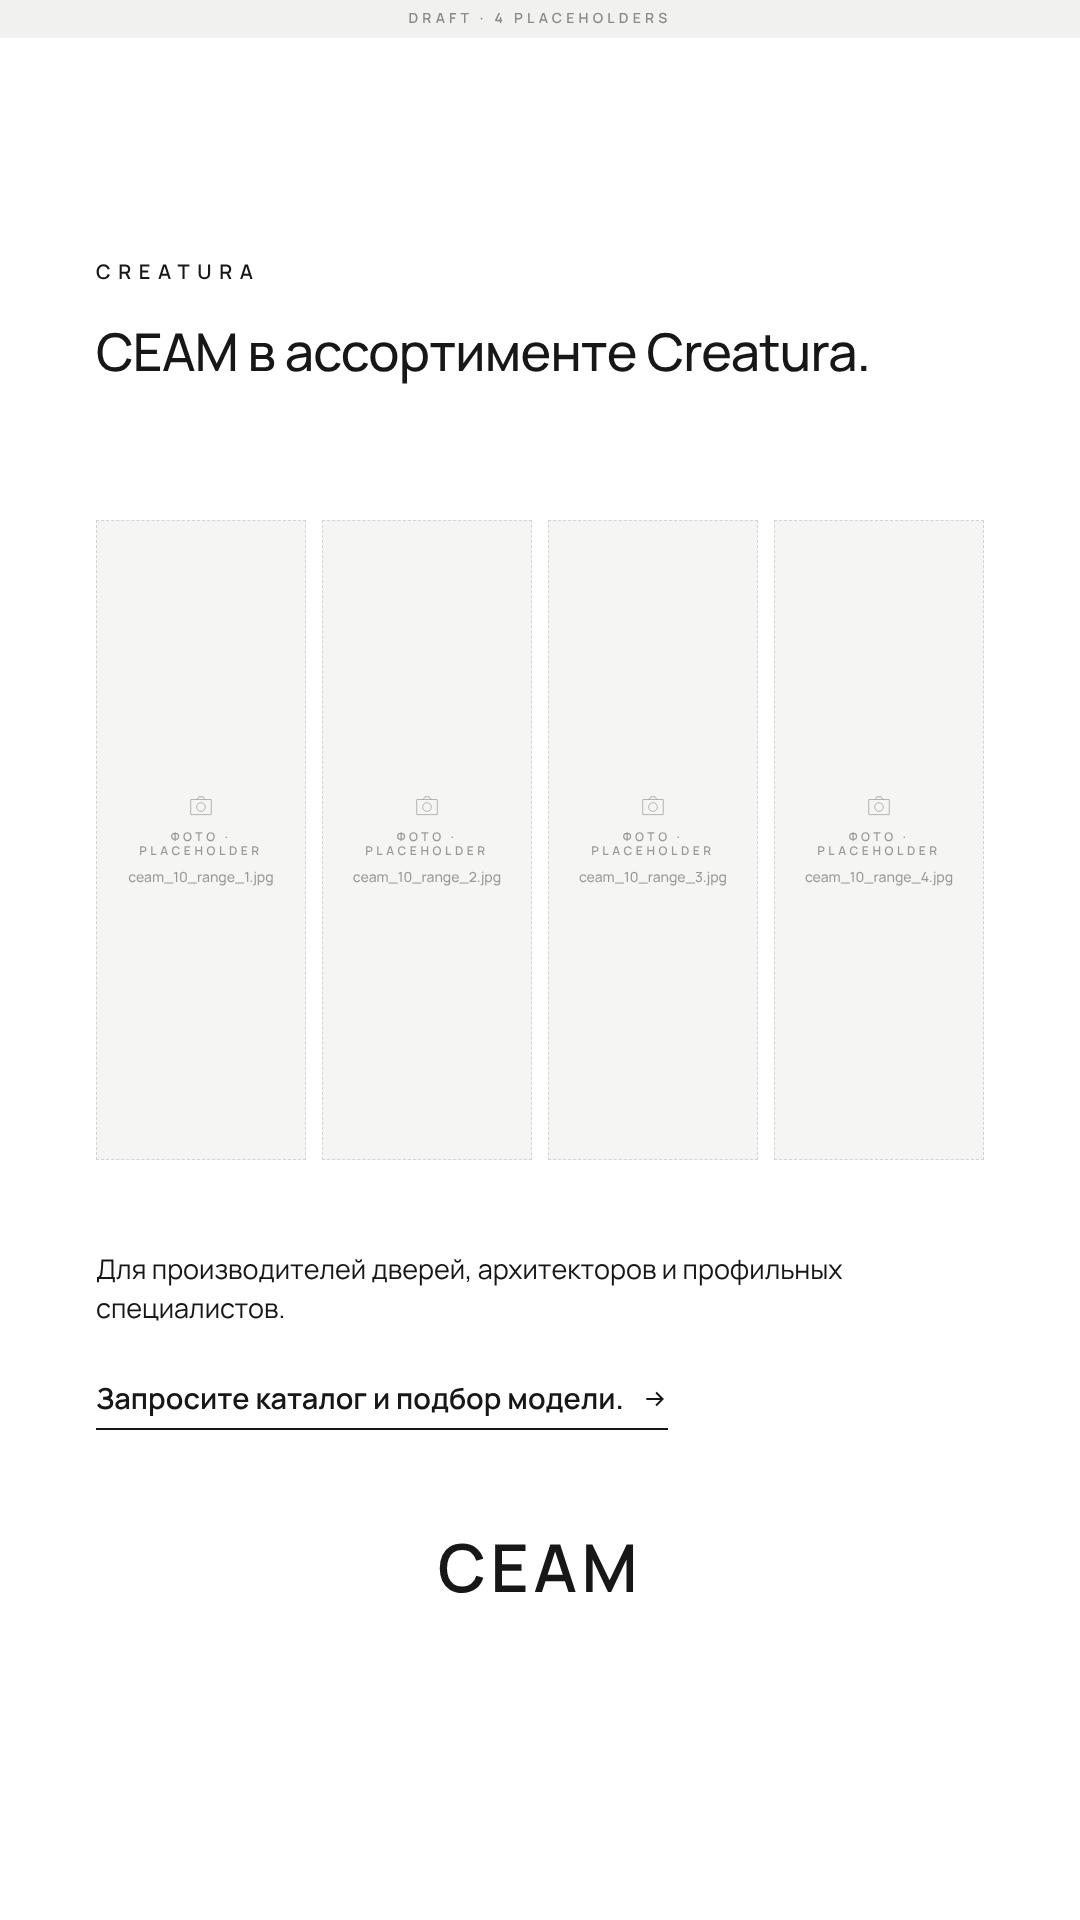 DRAFT · 4 PLACEHOLDERS
CREATURA
CEAM в ассортименте Creatura.
ФОТО ·
PLACEHOLDER
ceam_10_range_1.jpg
ФОТО ·
PLACEHOLDER
ceam_10_range_2.jpg
ФОТО ·
PLACEHOLDER
ceam_10_range_3.jpg
ФОТО ·
PLACEHOLDER
ceam_10_range_4.jpg
Для производителей дверей, архитекторов и профильных
специалистов.
Запросите каталог и подбор модели. →
CEAM